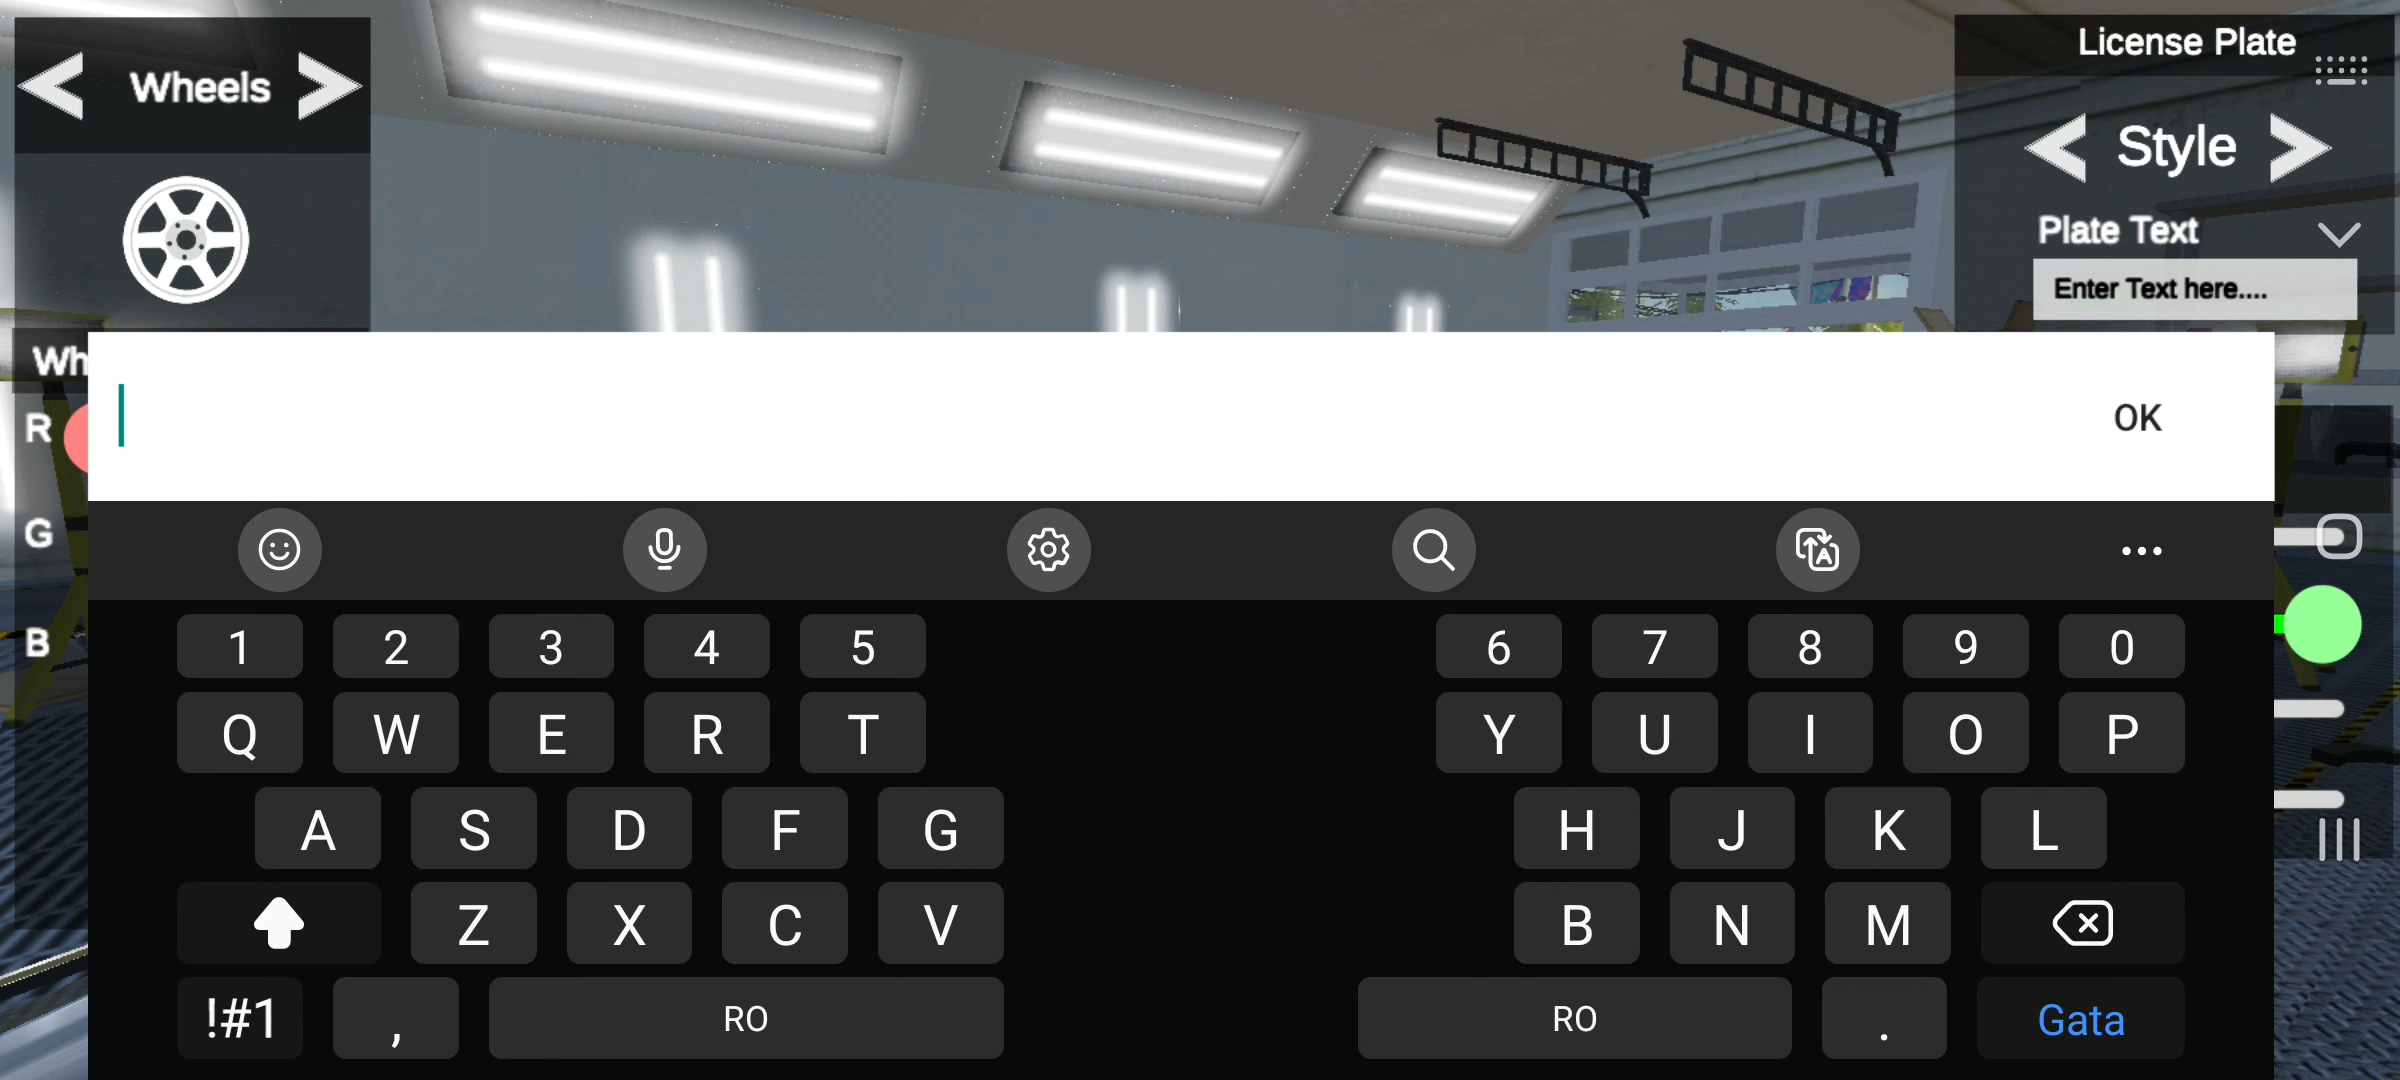 Wheels
License Plate
Style
Plate Text
Enter Text here....
Wh
R
G
B
OK
1 2 3 4 5 6 7 8 9 0
Q W E R T Y U I O P
A S D F G H J K L
Z X C V B N M
!#1 , RO RO . Gata